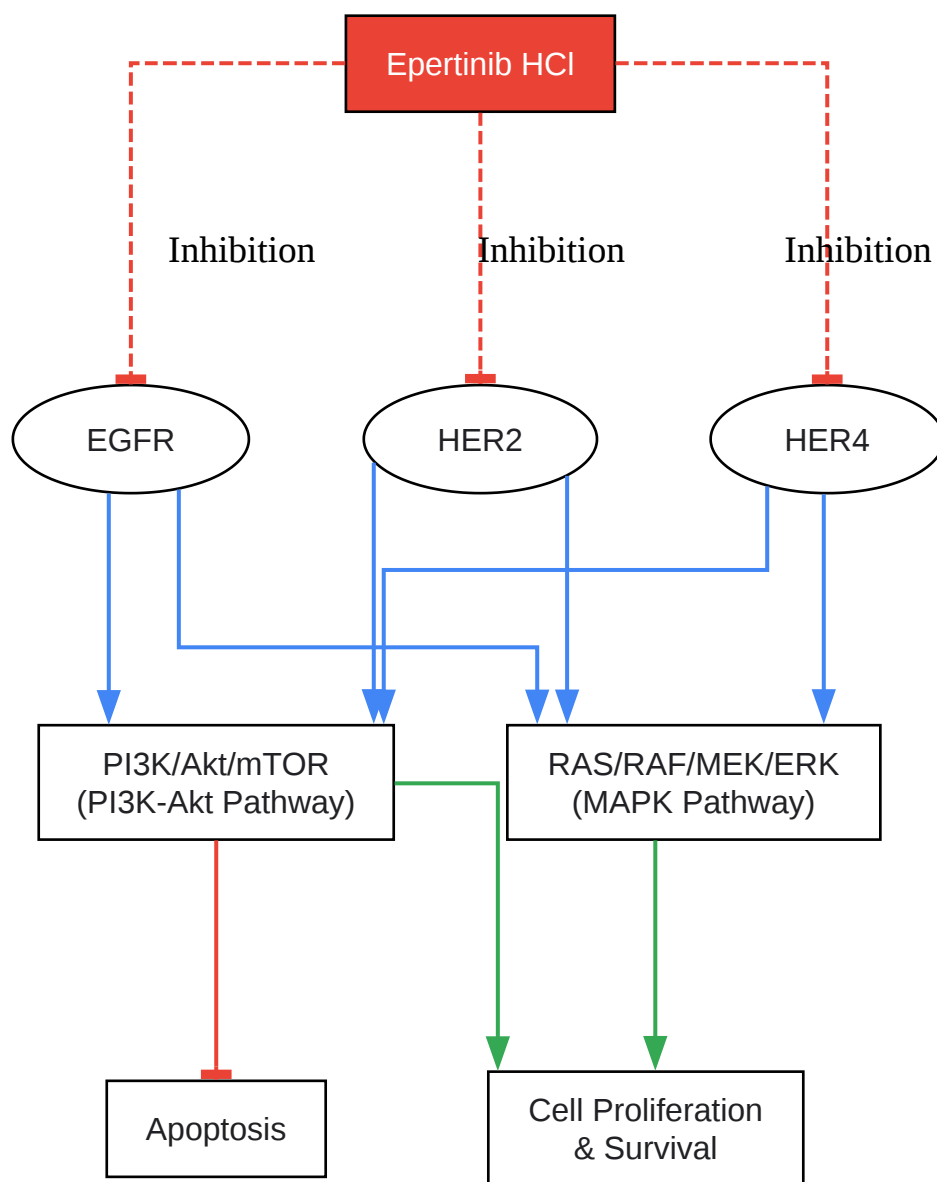 Epertinib HCl
Inhibition
Inhibition
Inhibition
EGFR
HER2
HER4
PI3K/Akt/mTOR
(PI3K-Akt Pathway)
RAS/RAF/MEK/ERK
(MAPK Pathway)
Apoptosis
Cell Proliferation
& Survival